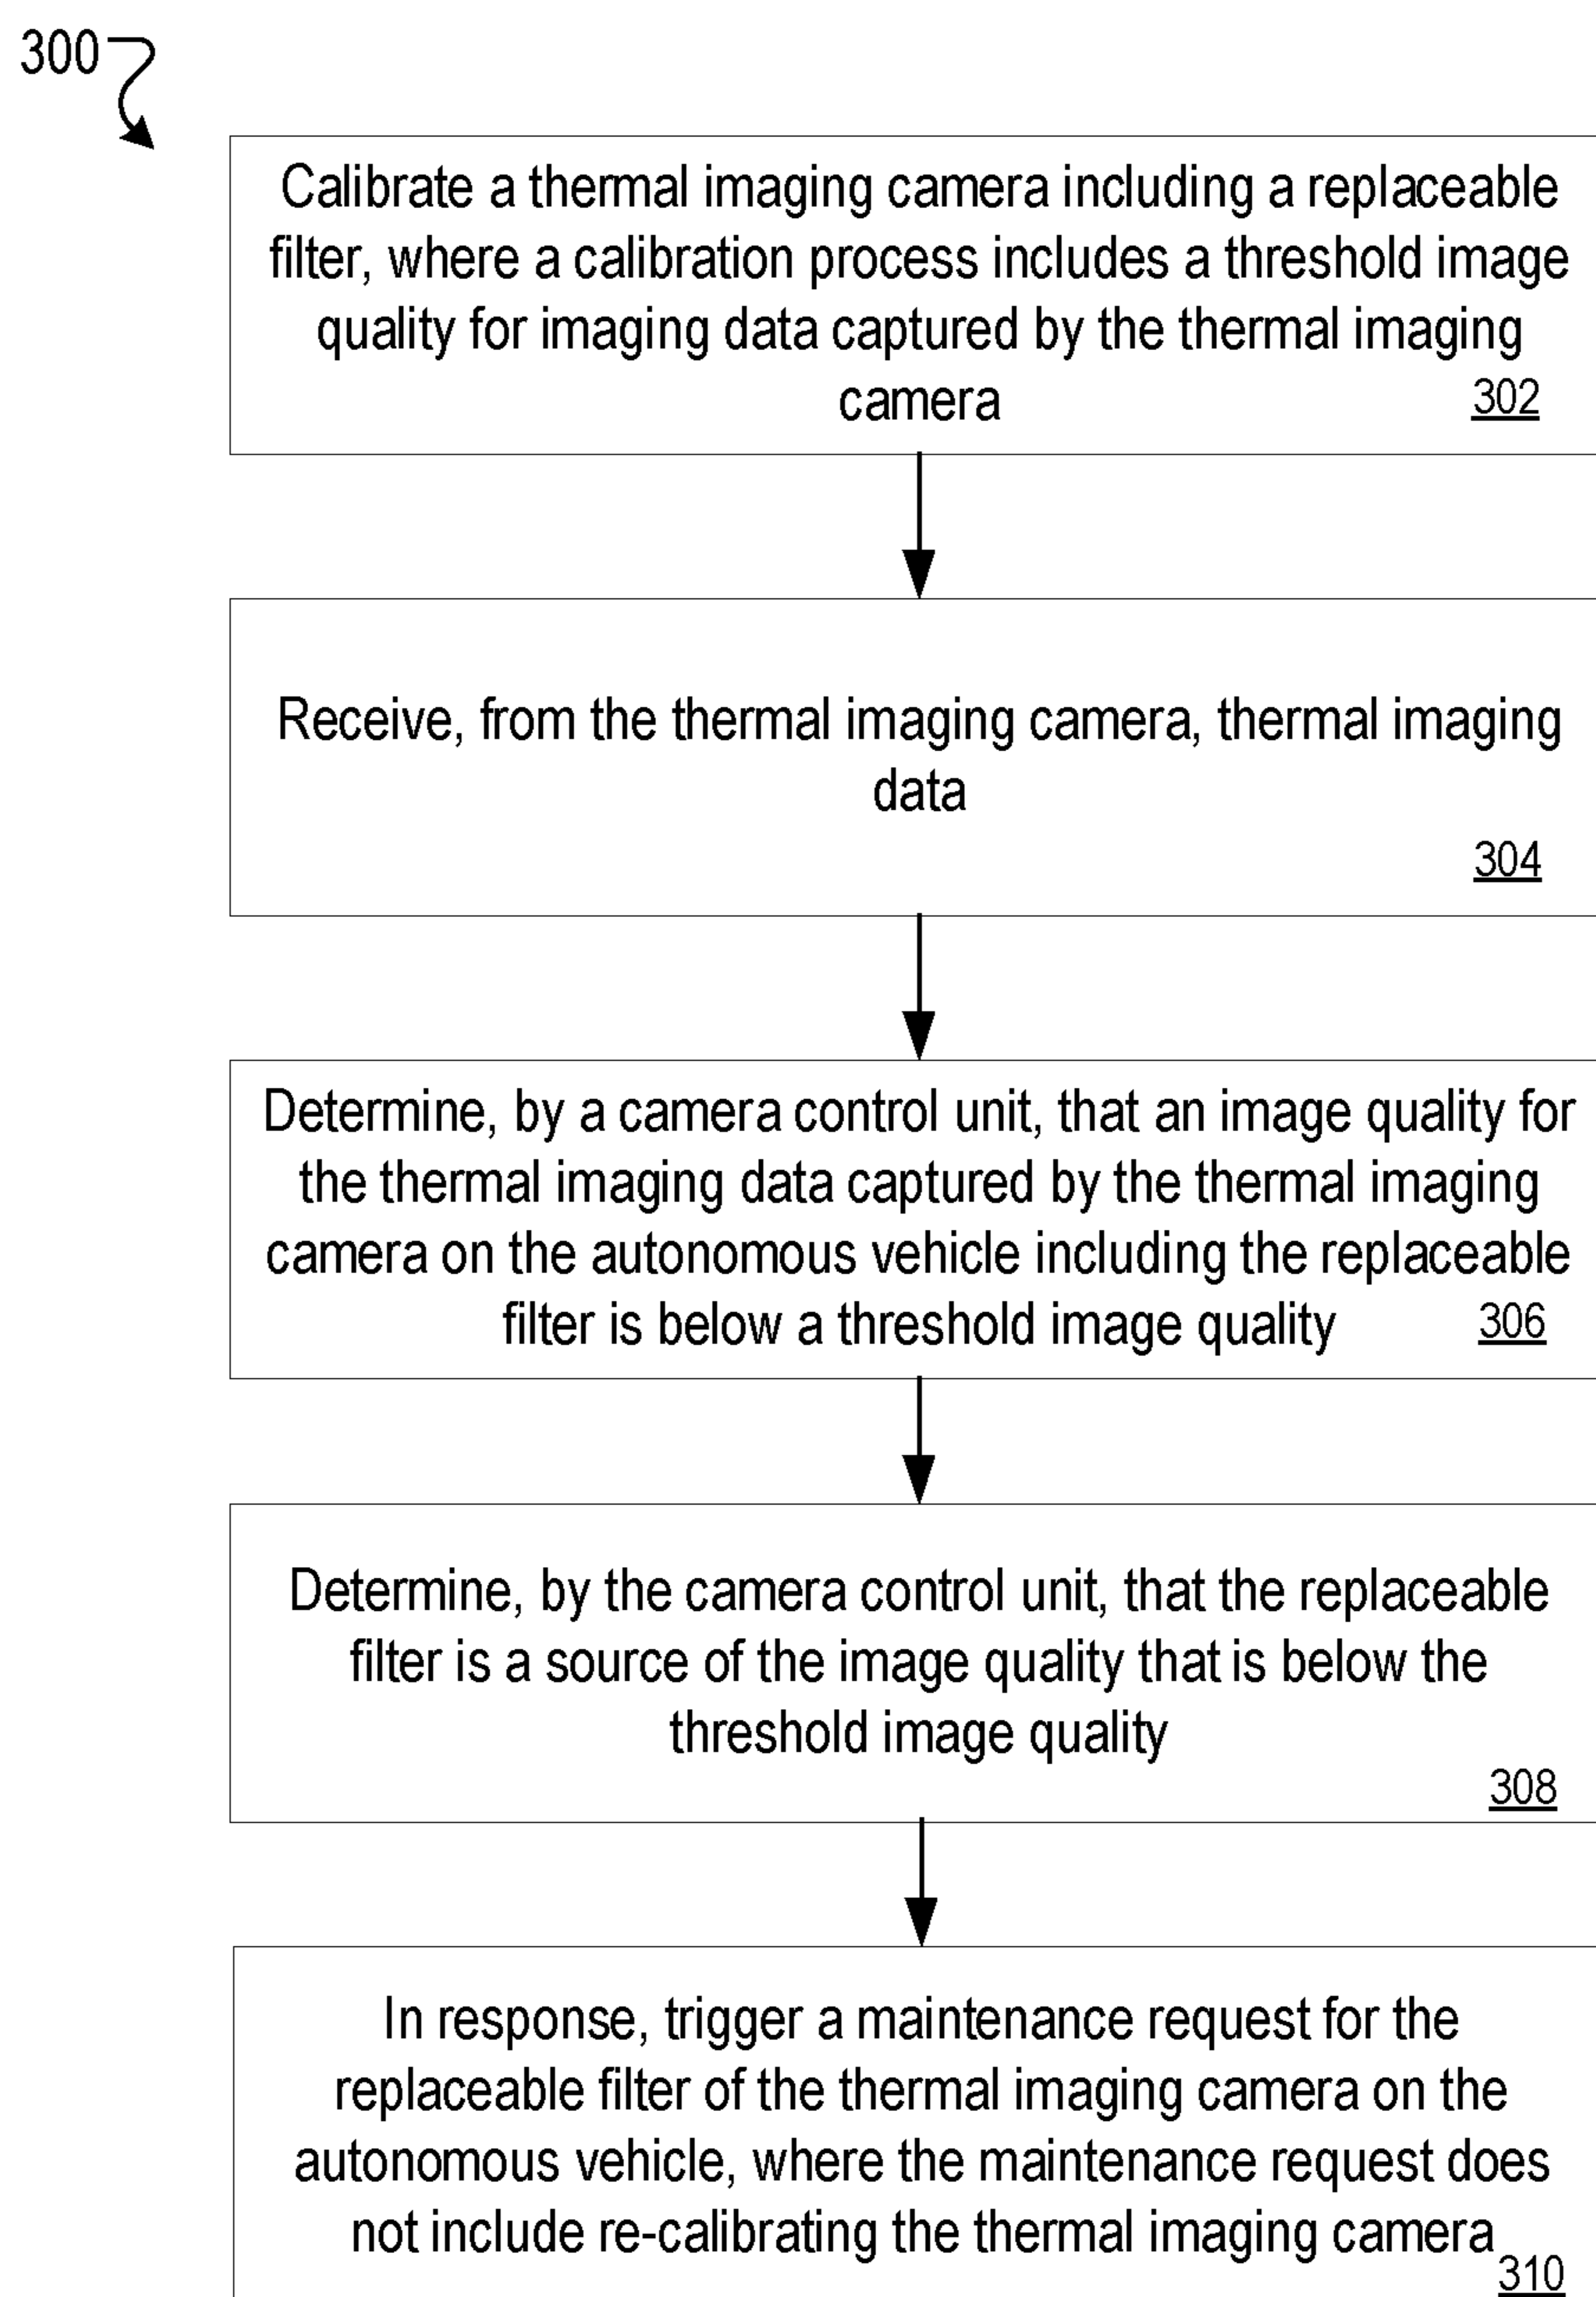 300
Calibrate a thermal imaging camera including a replaceable
filter, where a calibration process includes a threshold image
quality for imaging data captured by the thermal imaging
camera 302
Receive, from the thermal imaging camera, thermal imaging
data
304
Determine, by a camera control unit, that an image quality for
the thermal imaging data captured by the thermal imaging
camera on the autonomous vehicle including the replaceable
filter is below a threshold image quality 306
Determine, by the camera control unit, that the replaceable
filter is a source of the image quality that is below the
threshold image quality
308
In response, trigger a maintenance request for the
replaceable filter of the thermal imaging camera on the
autonomous vehicle, where the maintenance request does
not include re-calibrating the thermal imaging camera
310